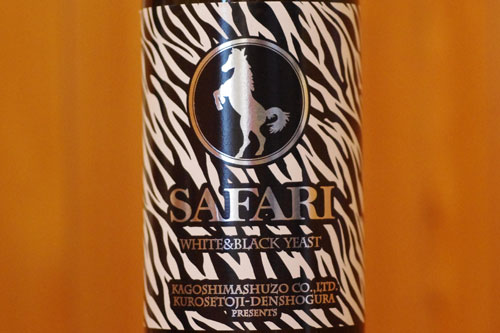 SAFARI
WHITE&BLACK YEAST
KAGOSHIMASHUZO CO.,LTD.
KUROSETOJI-DENSHOGURA
PRESENTS